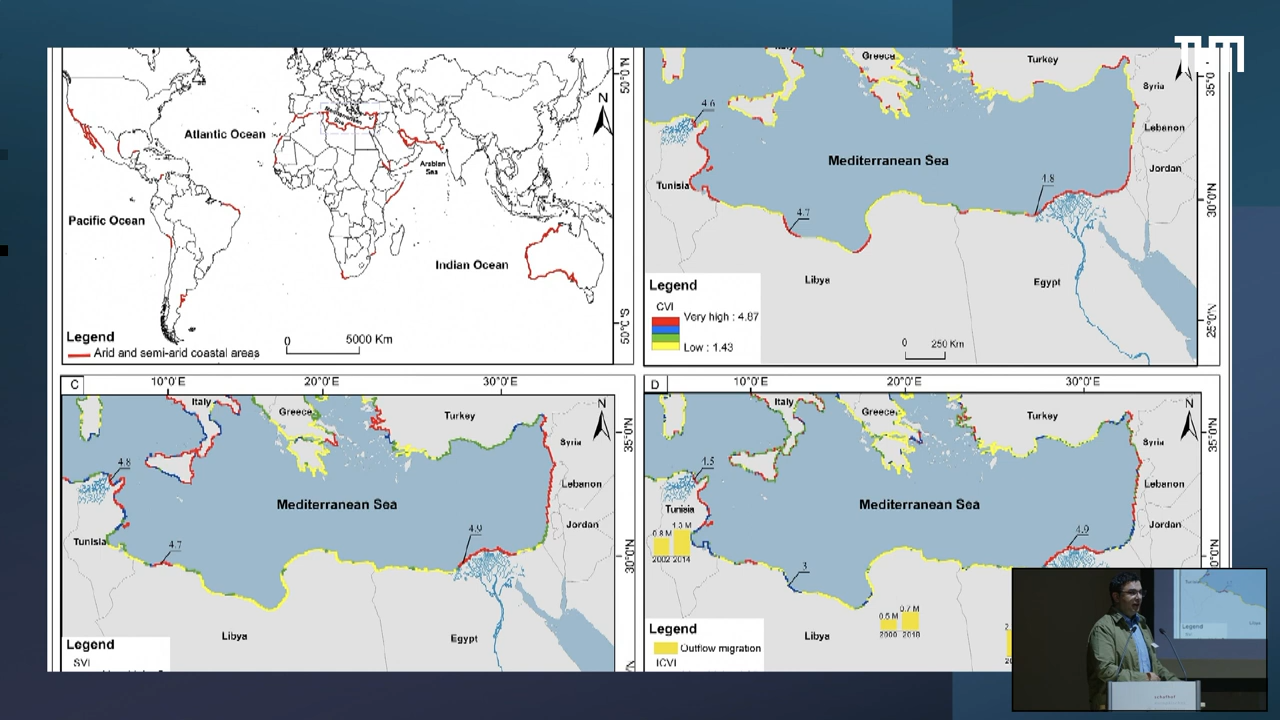 TUM
50°0'N
N
Atlantic Ocean
Arabian Sea
Pacific Ocean
Indian Ocean
Legend
Arid and semi-arid coastal areas
0
5000 Km
50°0'S
Greece
Turkey
Syria
Lebanon
Jordan
4.6
Mediterranean Sea
Tunisia
4.8
4.7
Libya
Egypt
30°0'N
25°0'N
Legend
CVI
Very high : 4.87
Low : 1.43
0
250 Km
C
10°0'E
20°0'E
30°0'E
N
Italy
Greece
Turkey
35°0'N
Syria
Lebanon
Jordan
4.8
Mediterranean Sea
4.9
Tunisia
4.7
30°0'N
Libya
Egypt
Legend
SVI
D
10°0'E
20°0'E
30°0'E
N
Italy
Greece
Turkey
35°0'N
Syria
Lebanon
Jordan
Mediterranean Sea
4.9
Tunisia
0.8 M
1.3 M
2002
2014
3
0.5 M
0.7 M
2000
2018
Libya
Legend
Outflow migration
ICVI